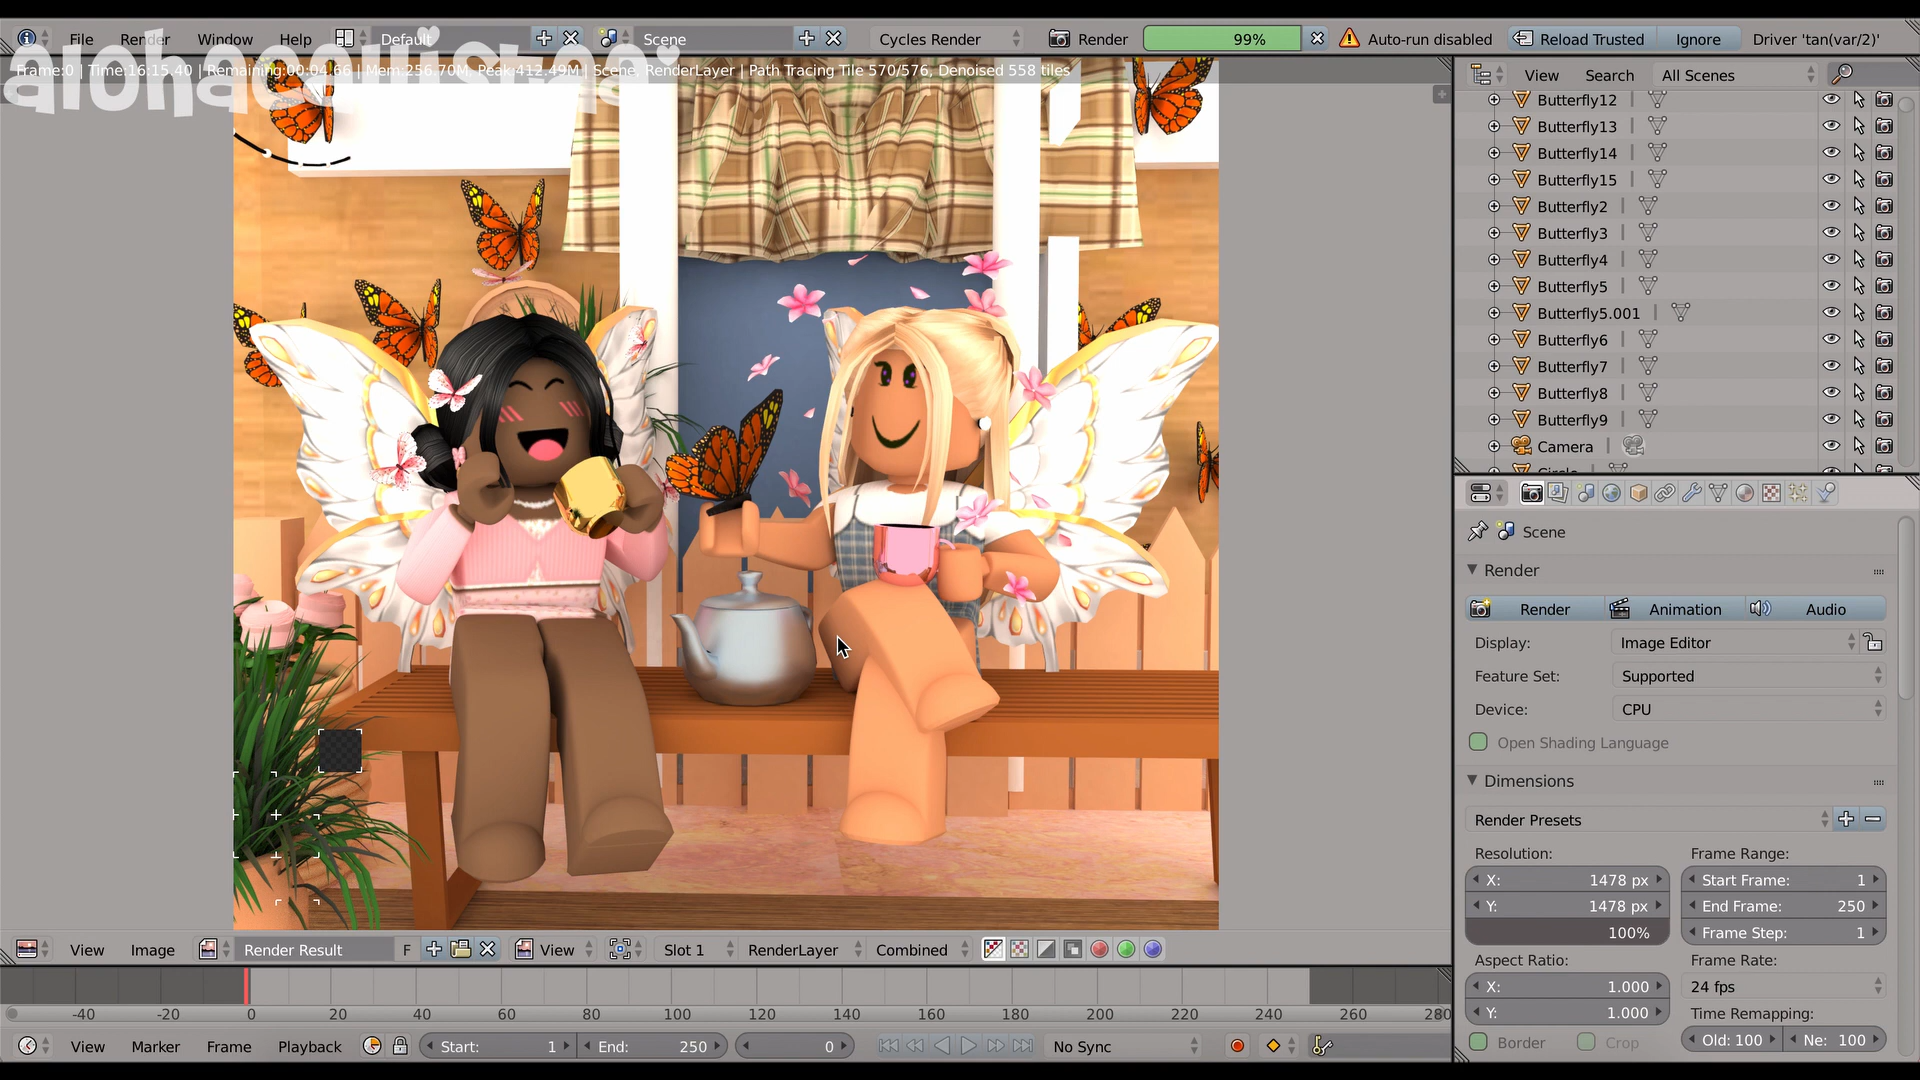 File Render Window Help Default Scene Cycles Render Render 99% Auto-run disabled Reload Trusted Ignore Driver 'tan(var/2)'
Frame:0 | Time:16:15.40 | Remaining:00:04.66 | Mem:256.70M, Peak:412.49M | Scene, RenderLayer | Path Tracing Tile 570/576, Denoised 558 tiles
View Search All Scenes
Butterfly12
Butterfly13
Butterfly14
Butterfly15
Butterfly2
Butterfly3
Butterfly4
Butterfly5
Butterfly5.001
Butterfly6
Butterfly7
Butterfly8
Butterfly9
Camera
Circle
Scene
Render
Render Animation Audio
Display: Image Editor
Feature Set: Supported
Device: CPU
Open Shading Language
Dimensions
Render Presets
Resolution: Frame Range:
X: 1478 px Start Frame: 1
Y: 1478 px End Frame: 250
100% Frame Step: 1
Aspect Ratio: Frame Rate:
X: 1.000 24 fps
Y: 1.000 Time Remapping:
Border Crop Old: 100 Ne: 100
View Image Render Result F View Slot 1 RenderLayer Combined
-40 -20 0 20 40 60 80 100 120 140 160 180 200 220 240 260 280
View Marker Frame Playback Start: 1 End: 250 0 No Sync